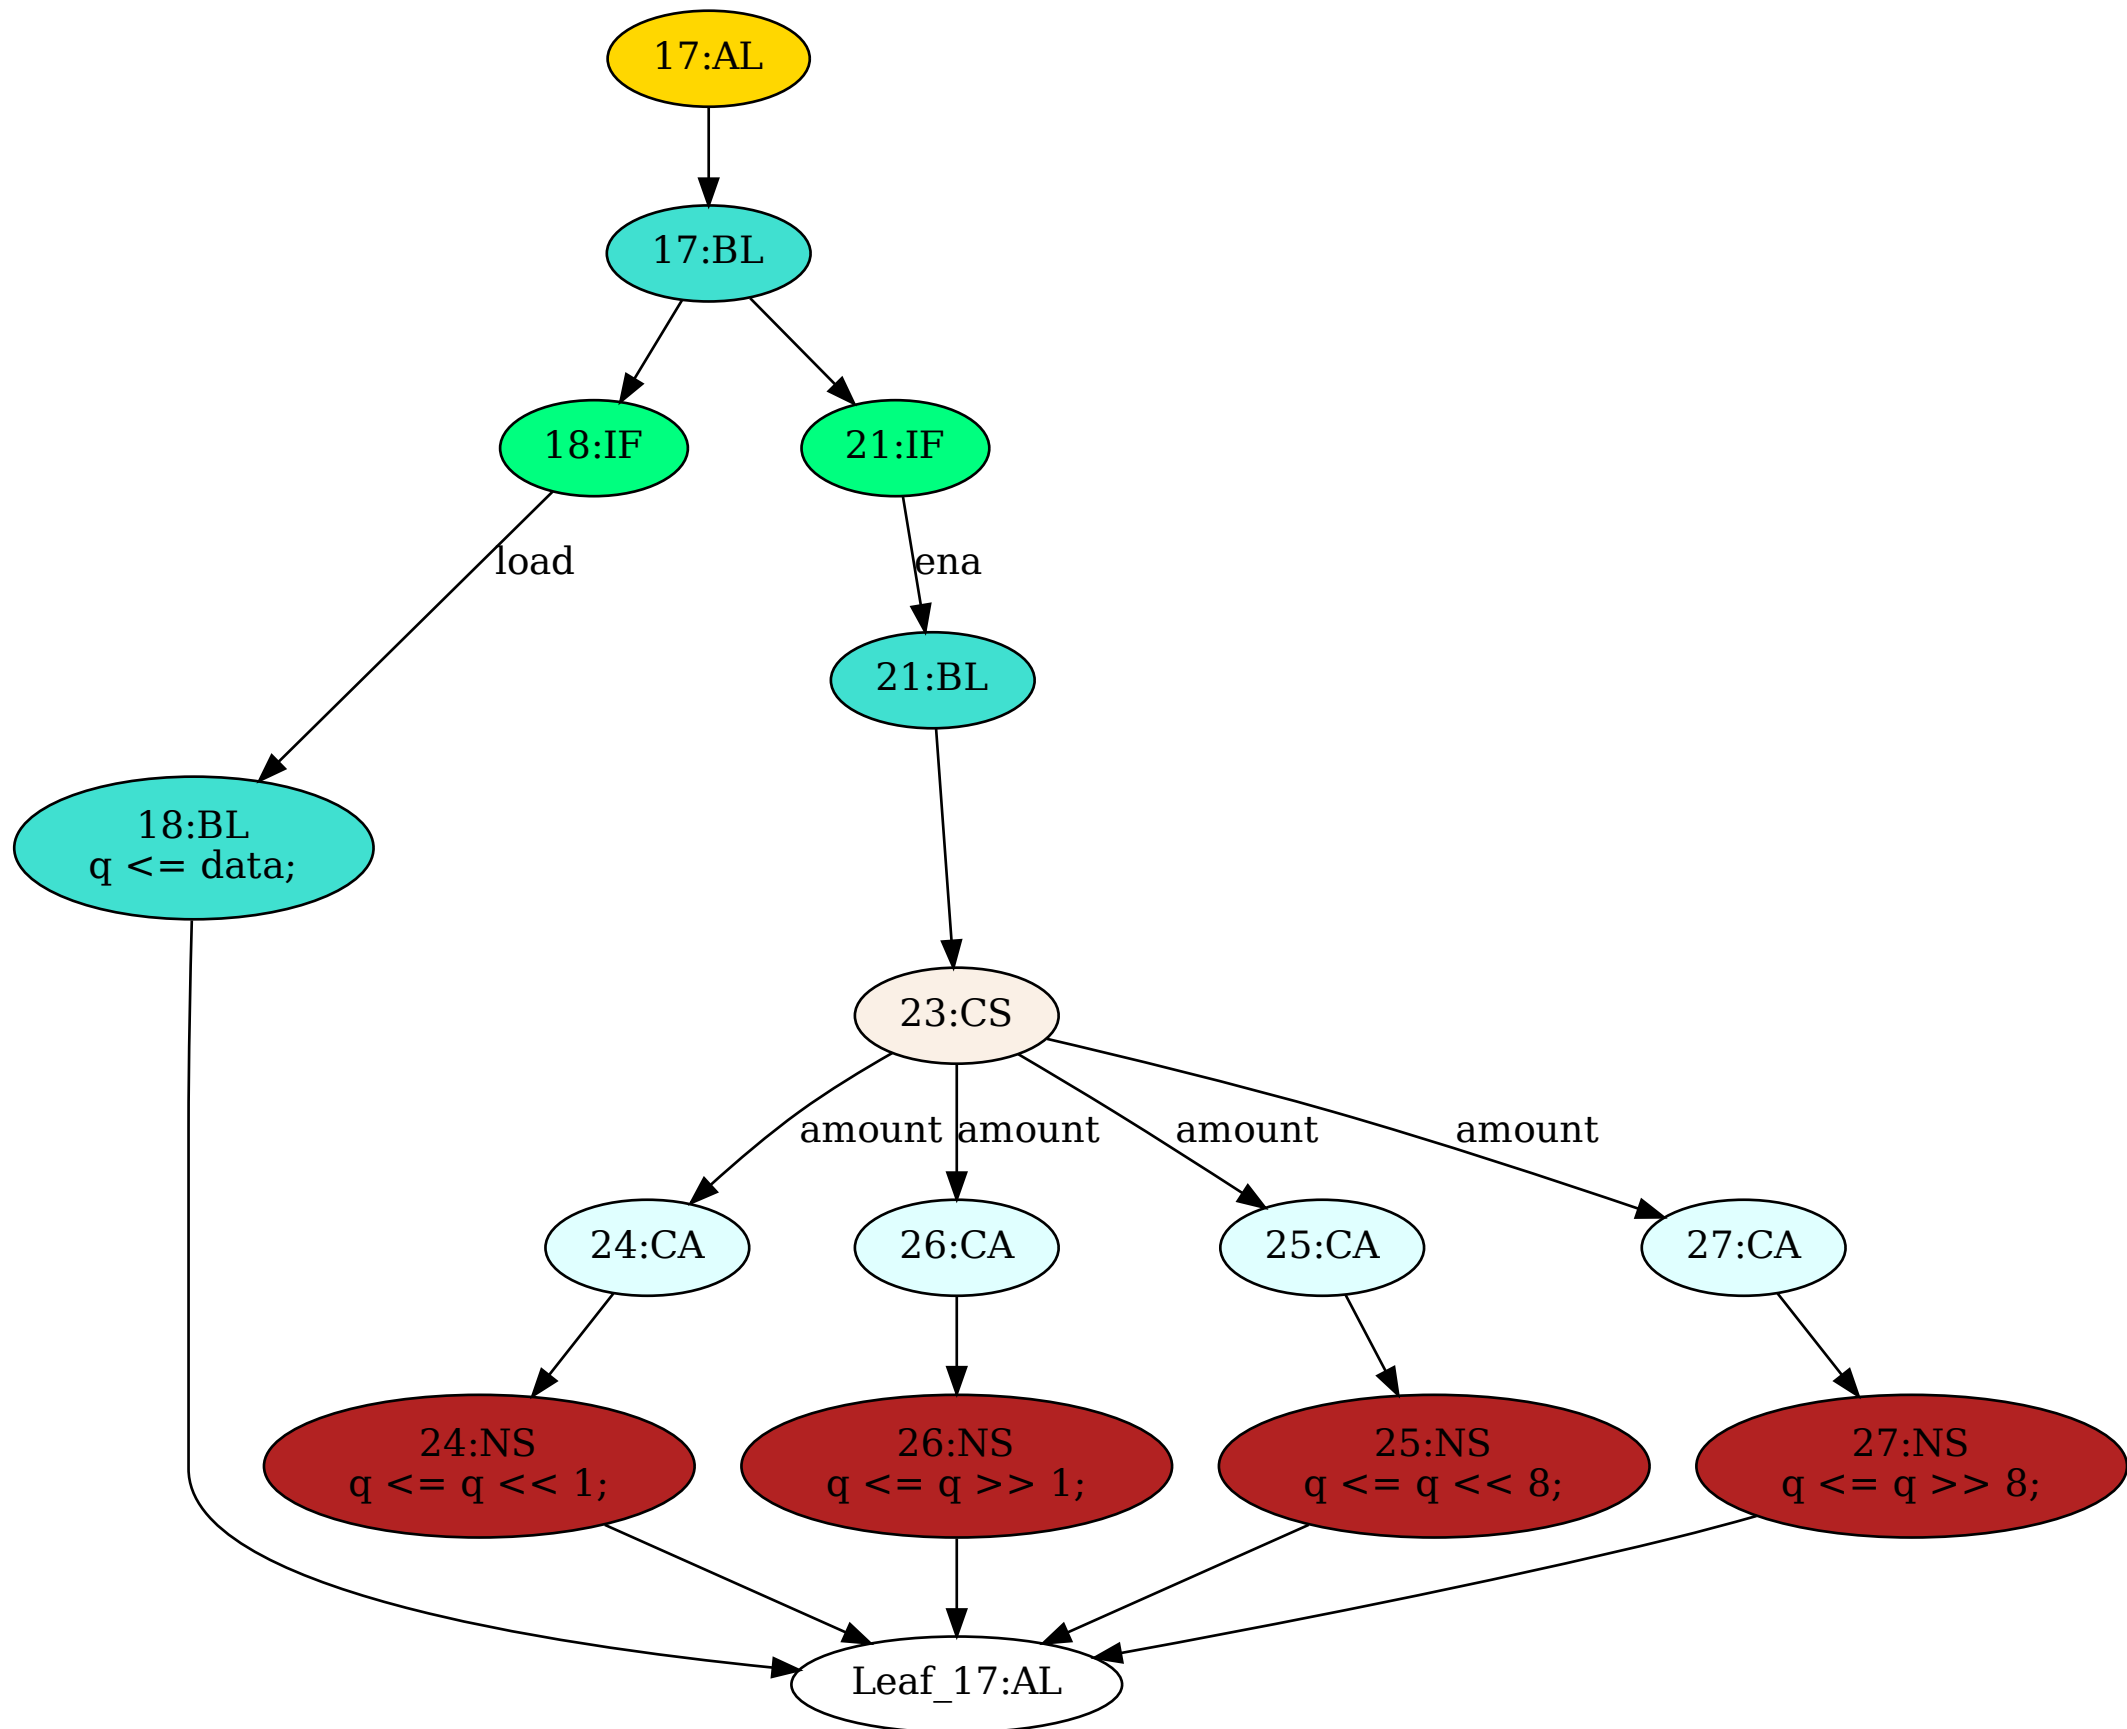 17:AL
17:BL
18:IF
21:IF
load
ena
21:BL
18:BL
q <= data;
23:CS
amount
amount
amount
amount
24:CA
26:CA
25:CA
27:CA
24:NS
q <= q << 1;
26:NS
q <= q >> 1;
25:NS
q <= q << 8;
27:NS
q <= q >> 8;
Leaf_17:AL